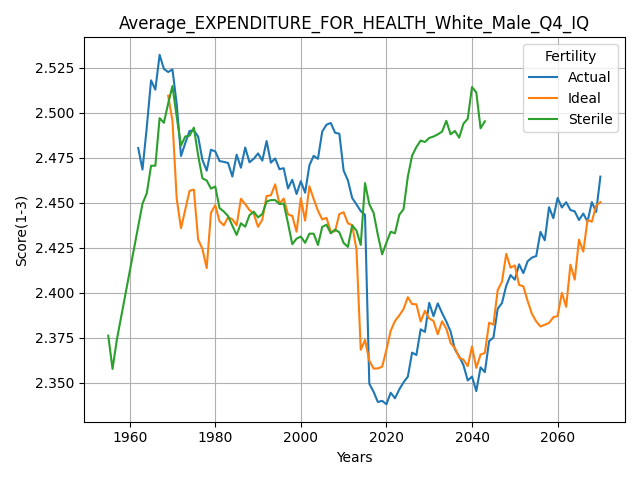 Average_EXPENDITURE_FOR_HEALTH_White_Male_Q4_IQ
Fertility
Actual
Ideal
Sterile
Score(1-3)
2.525
2.500
2.475
2.450
2.425
2.400
2.375
2.350
1960 1980 2000 2020 2040 2060
Years